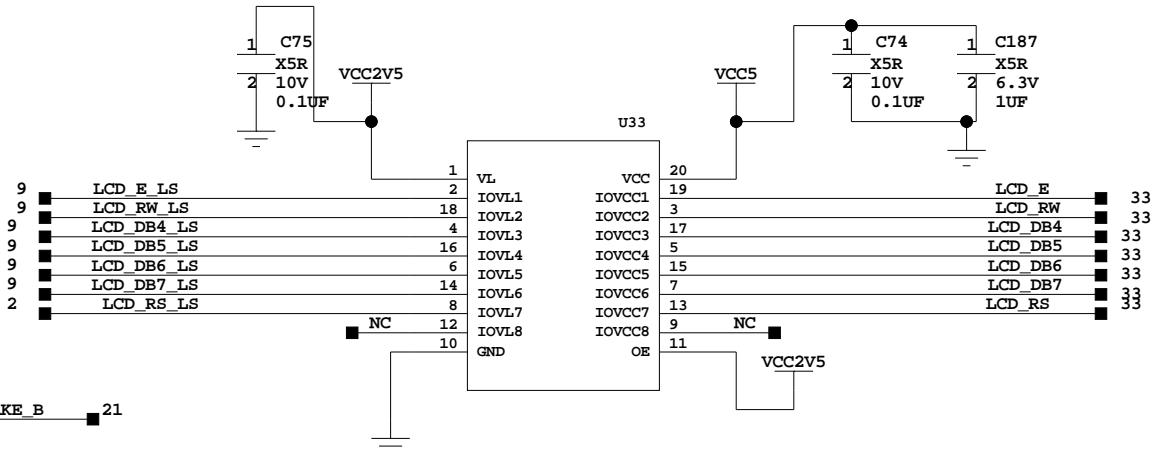 1 C75
X5R
2 10V
0.1UF
VCC2V5
VCC5
1 C74
X5R
2 10V
0.1UF
1 C187
X5R
2 6.3V
1UF
U33
1 VL VCC 20
9 LCD_E_LS 2 IOVL1 IOVCC1 19 LCD_E 33
9 LCD_RW_LS 18 IOVL2 IOVCC2 3 LCD_RW 33
9 LCD_DB4_LS 4 IOVL3 IOVCC3 17 LCD_DB4 33
9 LCD_DB5_LS 16 IOVL4 IOVCC4 5 LCD_DB5 33
9 LCD_DB6_LS 6 IOVL5 IOVCC5 15 LCD_DB6 33
9 LCD_DB7_LS 14 IOVL6 IOVCC6 7 LCD_DB7 33
2 LCD_RS_LS 8 IOVL7 IOVCC7 13 LCD_RS 33
NC 12 IOVL8 IOVCC8 9 NC
10 GND OE 11
VCC2V5
KE_B 21